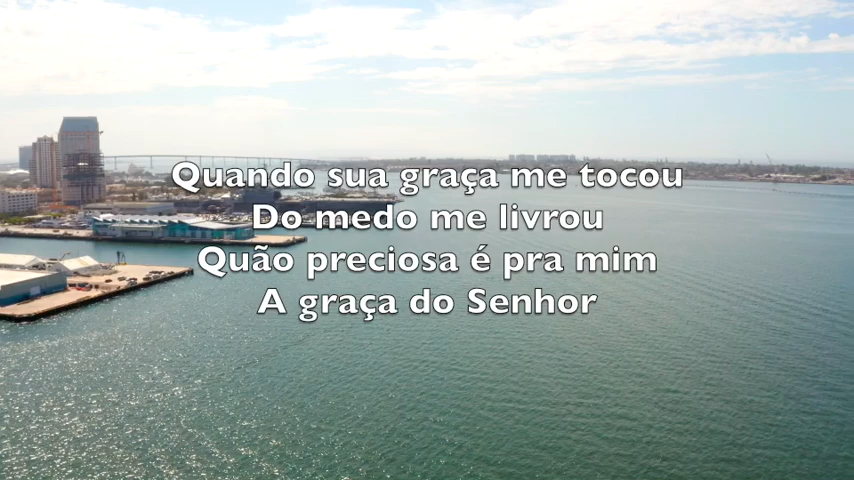 Quando sua graça me tocou
Do medo me livrou
Quão preciosa é pra mim
A graça do Senhor